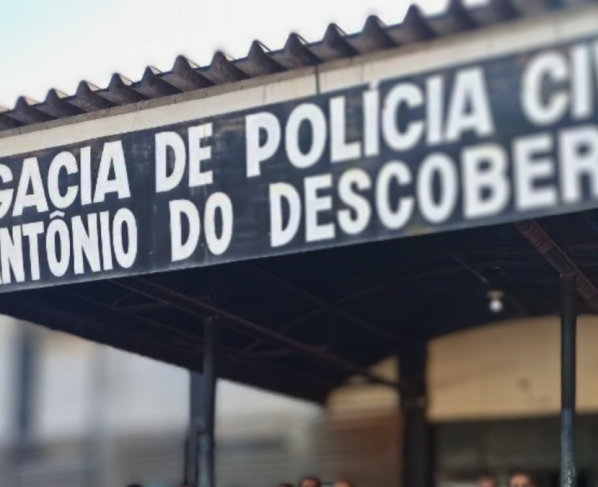 GACIA DE POLÍCIA CI
NTÔNIO DO DESCOBER